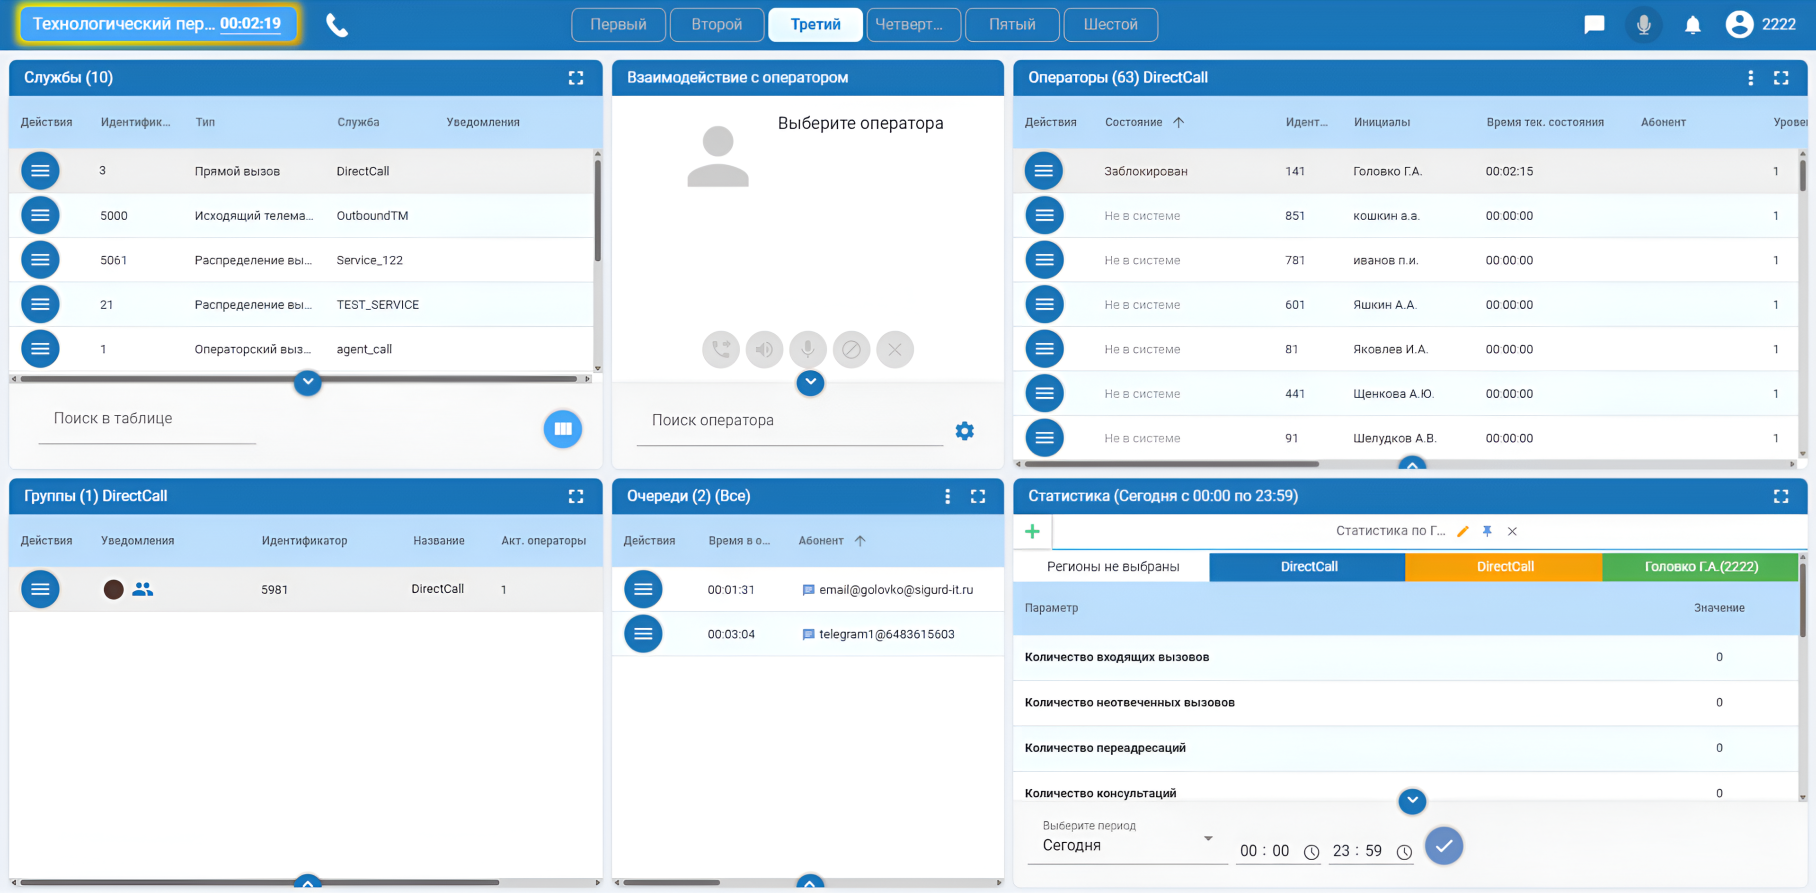 Технологический пер... 00:02:19
Первый
Второй
Третий
Четверт...
Пятый
Шестой
2222
Службы (10)
Действия Идентифик... Тип Служба Уведомления
3 Прямой вызов DirectCall
5000 Исходящий телема... OutboundTM
5061 Распределение вы... Service_122
21 Распределение вы... TEST_SERVICE
1 Операторский выз... agent_call
Поиск в таблице
Взаимодействие с оператором
Выберите оператора
Поиск оператора
Операторы (63) DirectCall
Действия Состояние Идент... Инициалы Время тек. состояния Абонент Уровен
Заблокирован 141 Головко Г.А. 00:02:15 1
Не в системе 851 кошкин а.а. 00:00:00 1
Не в системе 781 иванов п.и. 00:00:00 1
Не в системе 601 Яшкин А.А. 00:00:00 1
Не в системе 81 Яковлев И.А. 00:00:00 1
Не в системе 441 Щенкова А.Ю. 00:00:00 1
Не в системе 91 Шелудков А.В. 00:00:00 1
Группы (1) DirectCall
Действия Уведомления Идентификатор Название Акт. операторы
5981 DirectCall 1
Очереди (2) (Все)
Действия Время в о... Абонент
00:01:31 email@golovko@sigurd-it.ru
00:03:04 telegram1@6483615603
Статистика (Сегодня с 00:00 по 23:59)
Статистика по Г...
Регионы не выбраны DirectCall DirectCall Головко Г.А.(2222)
Параметр Значение
Количество входящих вызовов 0
Количество неотвеченных вызовов 0
Количество переадресаций 0
Количество консультаций 0
Выберите период
Сегодня 00 : 00 23 : 59